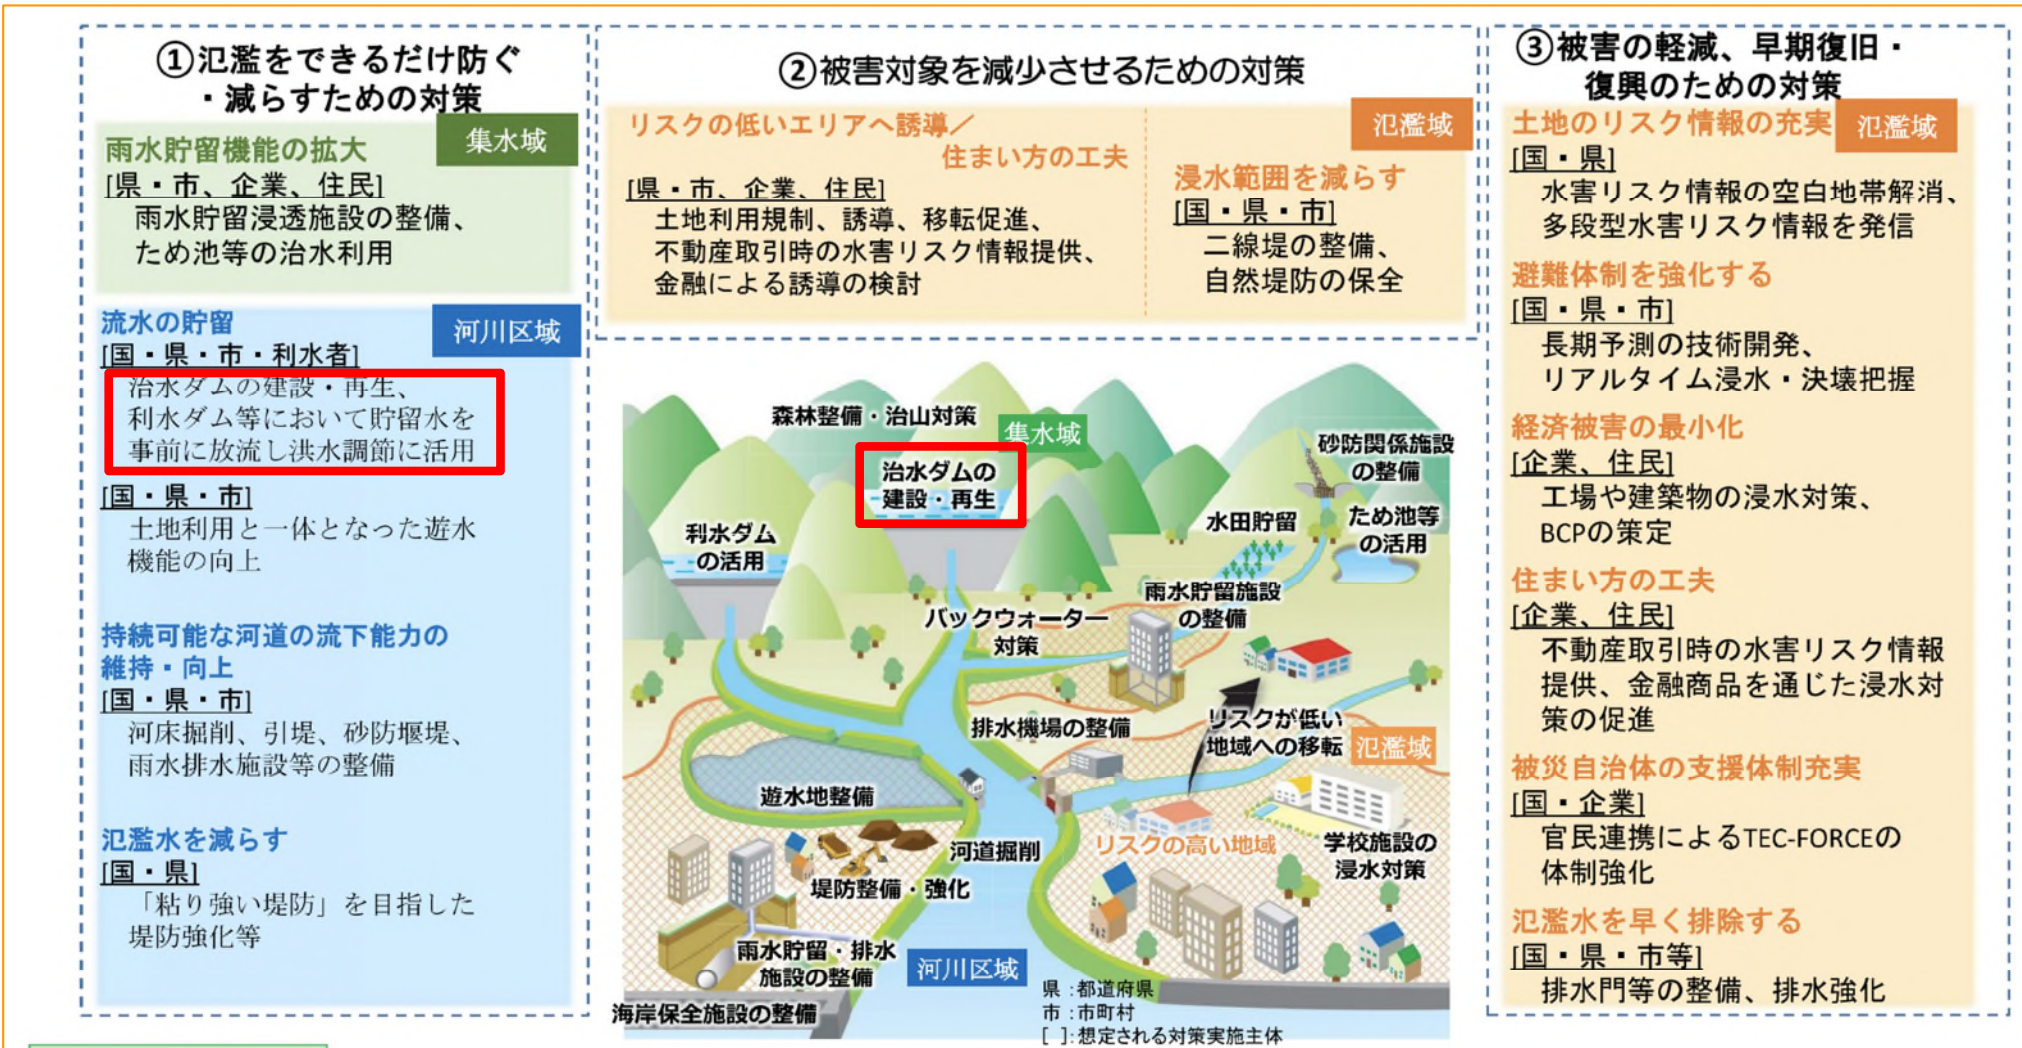 ①氾濫をできるだけ防ぐ
・減らすための対策
集水域
雨水貯留機能の拡大
[県・市、企業、住民]
雨水貯留浸透施設の整備、
ため池等の治水利用
河川区域
流水の貯留
[国・県・市・利水者]
治水ダムの建設・再生、
利水ダム等において貯留水を
事前に放流し洪水調節に活用
[国・県・市]
土地利用と一体となった遊水
機能の向上
持続可能な河道の流下能力の
維持・向上
[国・県・市]
河床掘削、引堤、砂防堰堤、
雨水排水施設等の整備
氾濫水を減らす
[国・県]
「粘り強い堤防」を目指した
堤防強化等
②被害対象を減少させるための対策
リスクの低いエリアへ誘導／
住まい方の工夫
[県・市、企業、住民]
土地利用規制、誘導、移転促進、
不動産取引時の水害リスク情報提供、
金融による誘導の検討
氾濫域
浸水範囲を減らす
[国・県・市]
二線堤の整備、
自然堤防の保全
森林整備・治山対策
集水域
治水ダムの
建設・再生
砂防関係施設
の整備
利水ダム
の活用
水田貯留
ため池等
の活用
雨水貯留施設
の整備
バックウォーター
対策
排水機場の整備
リスクが低い
地域への移転
氾濫域
遊水地整備
河道掘削
リスクの高い地域
学校施設の
浸水対策
堤防整備・強化
雨水貯留・排水
施設の整備
河川区域
海岸保全施設の整備
県：都道府県
市：市町村
[ ]：想定される対策実施主体
③被害の軽減、早期復旧・
復興のための対策
土地のリスク情報の充実
氾濫域
[国・県]
水害リスク情報の空白地帯解消、
多段型水害リスク情報を発信
避難体制を強化する
[国・県・市]
長期予測の技術開発、
リアルタイム浸水・決壊把握
経済被害の最小化
[企業、住民]
工場や建築物の浸水対策、
BCPの策定
住まい方の工夫
[企業、住民]
不動産取引時の水害リスク情報
提供、金融商品を通じた浸水対
策の促進
被災自治体の支援体制充実
[国・企業]
官民連携によるTEC-FORCEの
体制強化
氾濫水を早く排除する
[国・県・市等]
排水門等の整備、排水強化